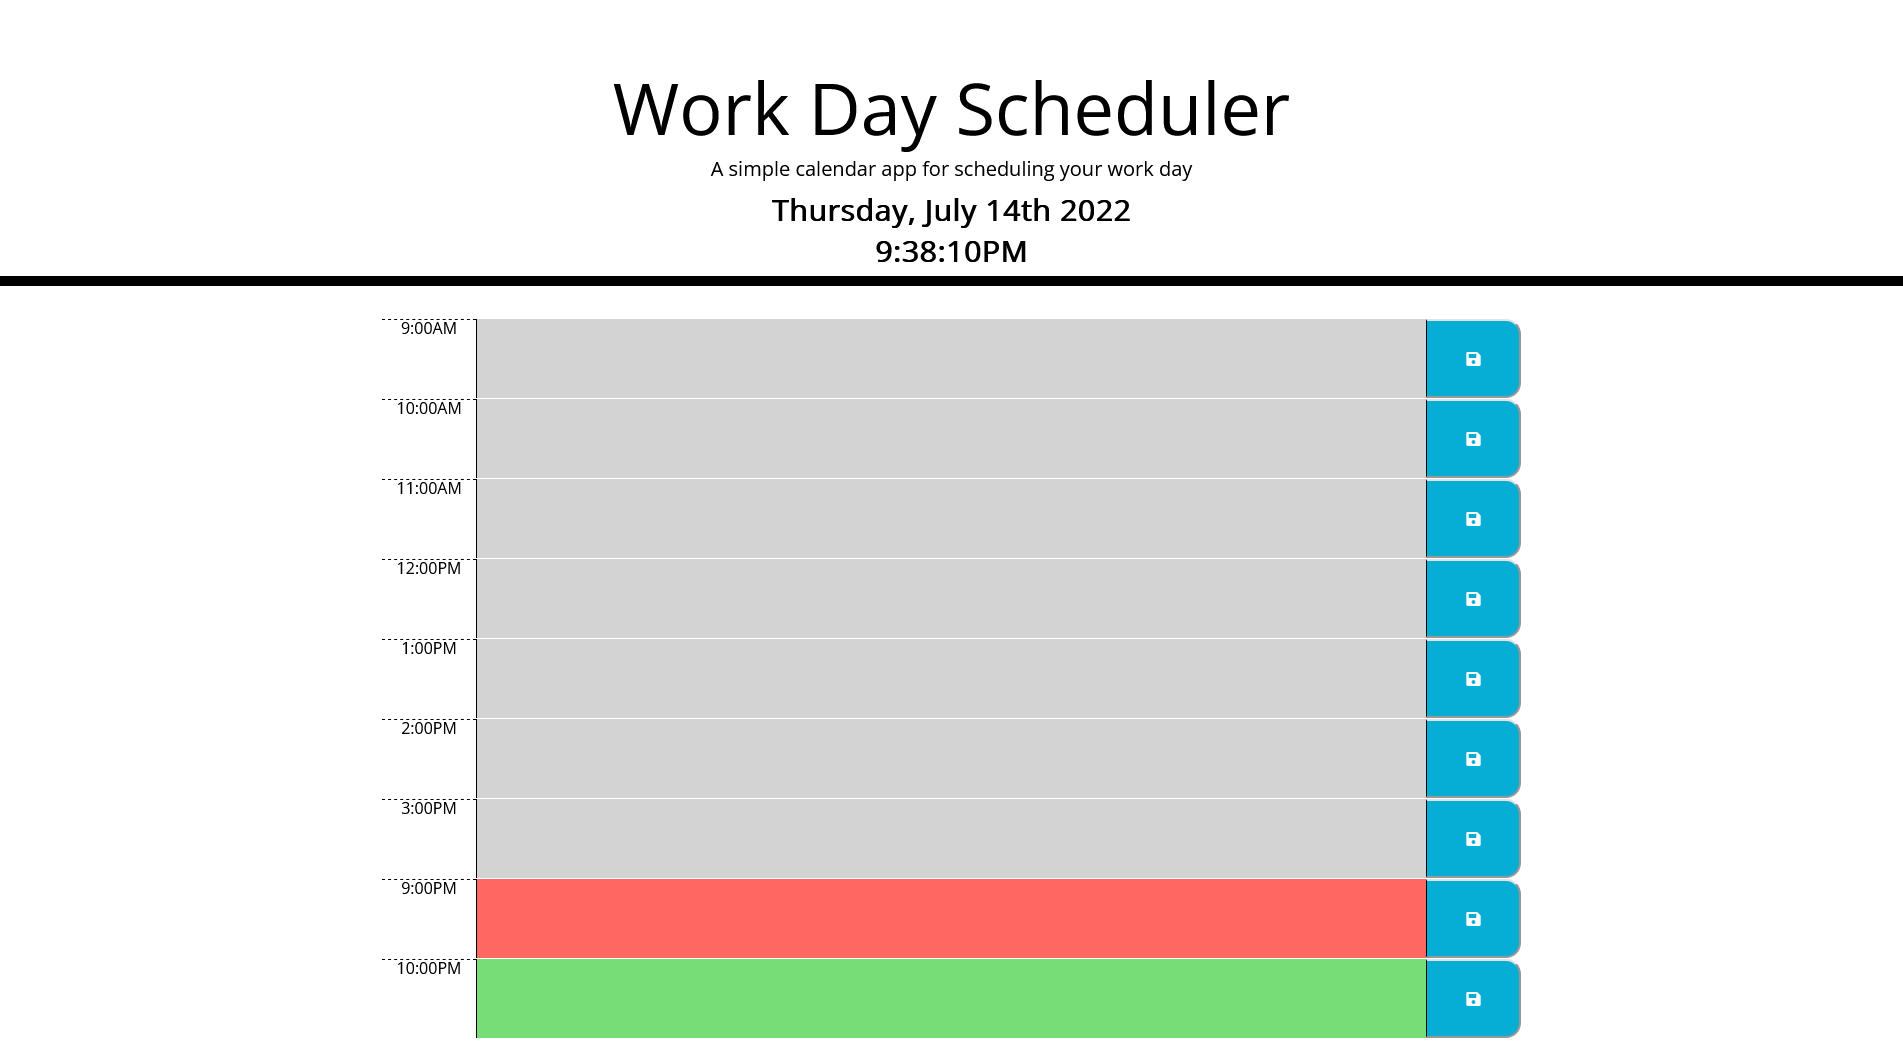 Work Day Scheduler
A simple calendar app for scheduling your work day
Thursday, July 14th 2022
9:38:10PM
9:00AM
10:00AM
11:00AM
12:00PM
1:00PM
2:00PM
3:00PM
9:00PM
10:00PM